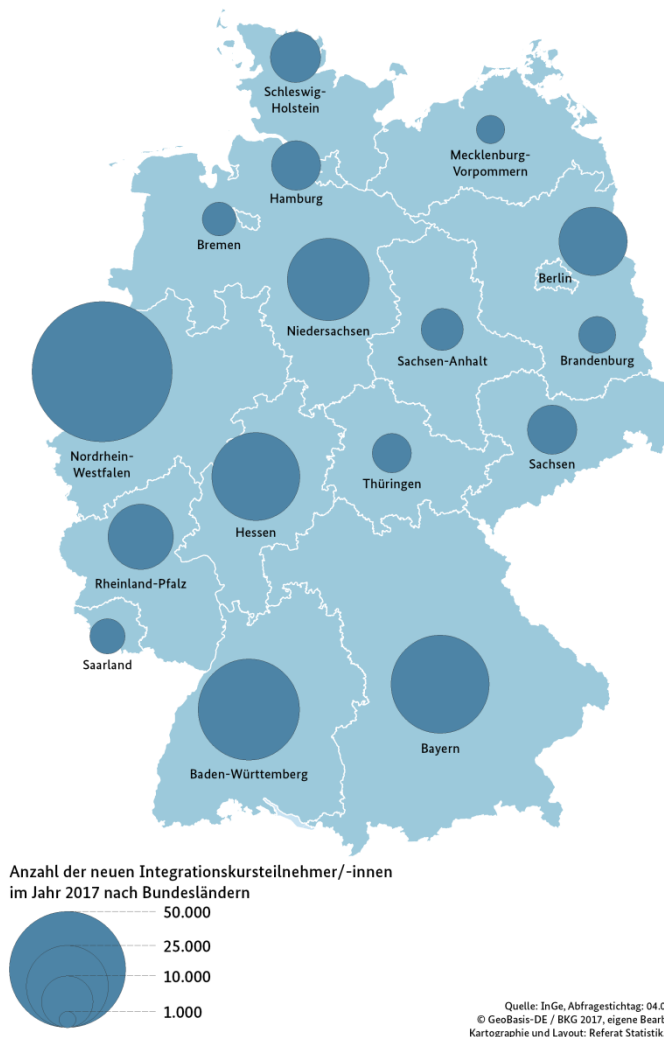 Schleswig-
Holstein
Mecklenburg-
Vorpommern
Hamburg
Bremen
Berlin
Niedersachsen
Sachsen-Anhalt
Brandenburg
Nordrhein-
Westfalen
Thüringen
Sachsen
Hessen
Rheinland-Pfalz
Saarland
Bayern
Baden-Württemberg
Anzahl der neuen Integrationskursteilnehmer/-innen
im Jahr 2017 nach Bundesländern
50.000
25.000
10.000
1.000
Quelle: InGe, Abfragestichtag: 04.0
© GeoBasis-DE / BKG 2017, eigene Bearb
Kartographie und Layout: Referat Statistik